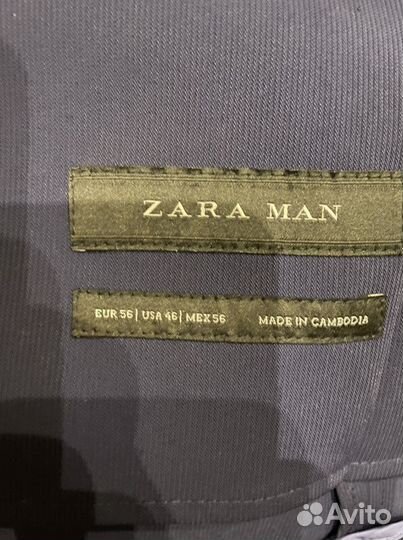 ZARA MAN
EUR 56 | USA 46 | MEX 56 MADE IN CAMBODIA
Avito